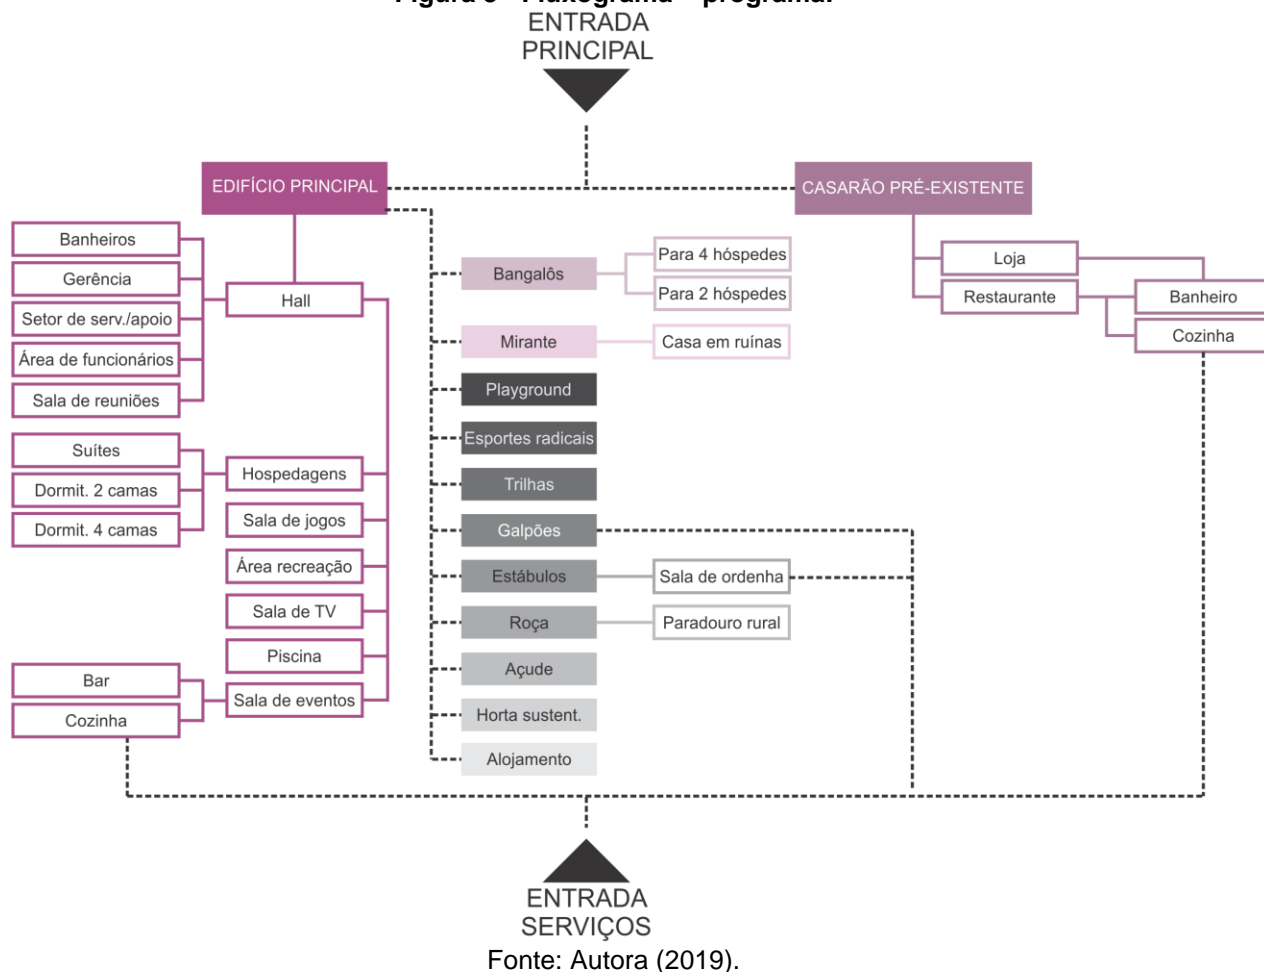 Figura 3 - Fluxograma – programa.
ENTRADA
PRINCIPAL
EDIFÍCIO PRINCIPAL
CASARÃO PRÉ-EXISTENTE
Banheiros
Gerência
Setor de serv./apoio
Área de funcionários
Sala de reuniões
Hall
Suítes
Dormit. 2 camas
Dormit. 4 camas
Hospedagens
Sala de jogos
Área recreação
Sala de TV
Piscina
Sala de eventos
Bar
Cozinha
Bangalôs
Para 4 hóspedes
Para 2 hóspedes
Mirante
Casa em ruínas
Playground
Esportes radicais
Trilhas
Galpões
Estábulos
Sala de ordenha
Roça
Paradouro rural
Açude
Horta sustent.
Alojamento
Loja
Restaurante
Banheiro
Cozinha
ENTRADA
SERVIÇOS
Fonte: Autora (2019).